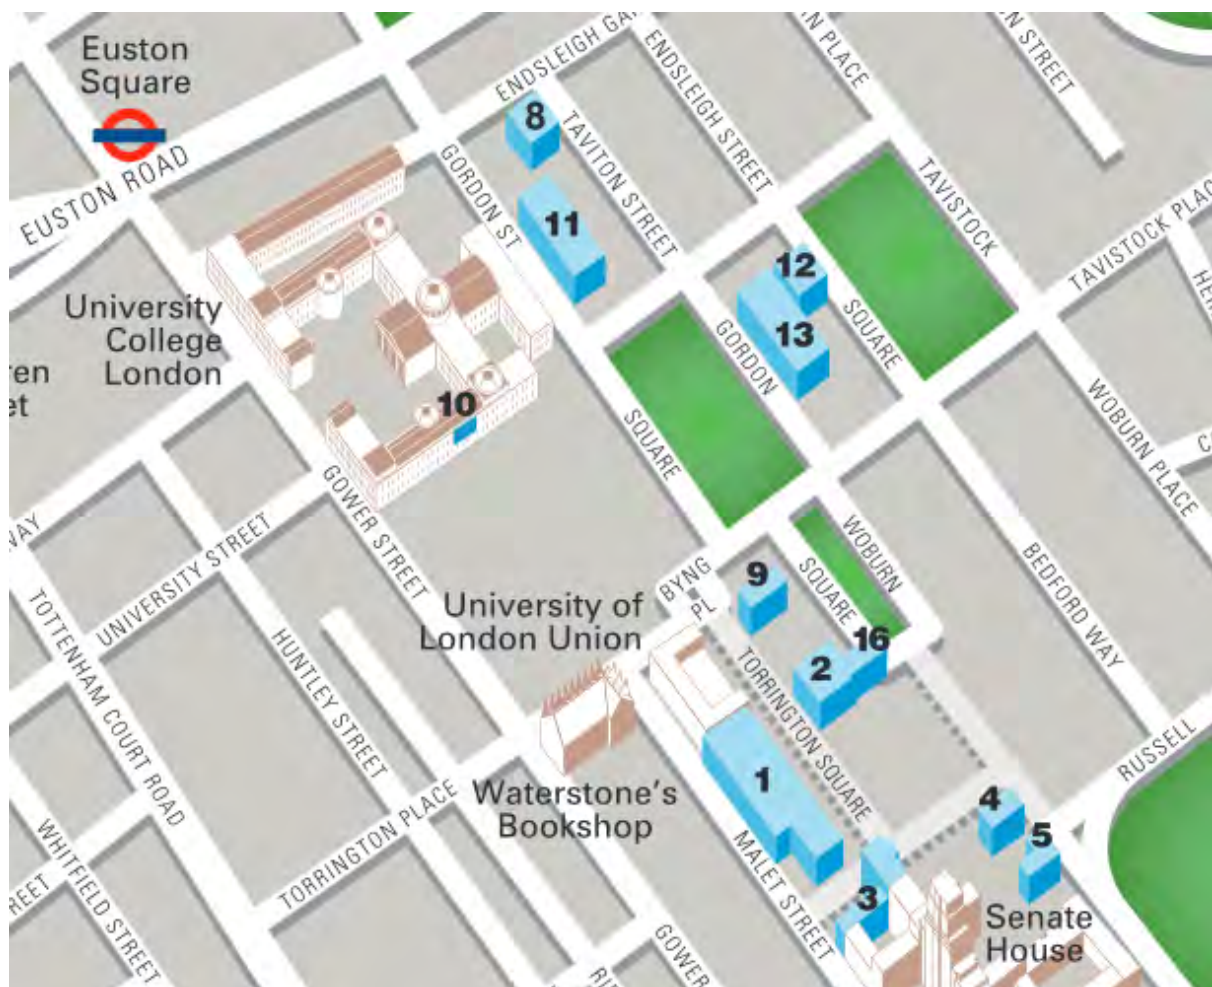 Euston
Square
EUSTON ROAD
ENDSLEIGH GA
ENDSLEIGH STREET
N PLACE
N STREET
8
TAVITON STREET
GORDON ST
11
TAVISTOCK
TAVISTOCK PLAC
HE
12
SQUARE
13
GORDON
University
College
London
ren
et
10
SQUARE
WOBURN PLACE
C
GOWER STREET
WAY
UNIVERSITY STREET
TOTTENHAM COURT ROAD
HUNTLEY STREET
WOBURN
SQUARE
BEDFORD WAY
BYNG
PL
9
University of
London Union
16
2
TORRINGTON SQUARE
RUSSELL
1
Waterstone's
Bookshop
4
5
MALET STREET
TORRINGTON PLACE
WHITFIELD STREET
REET
3
Senate
House
GOWER